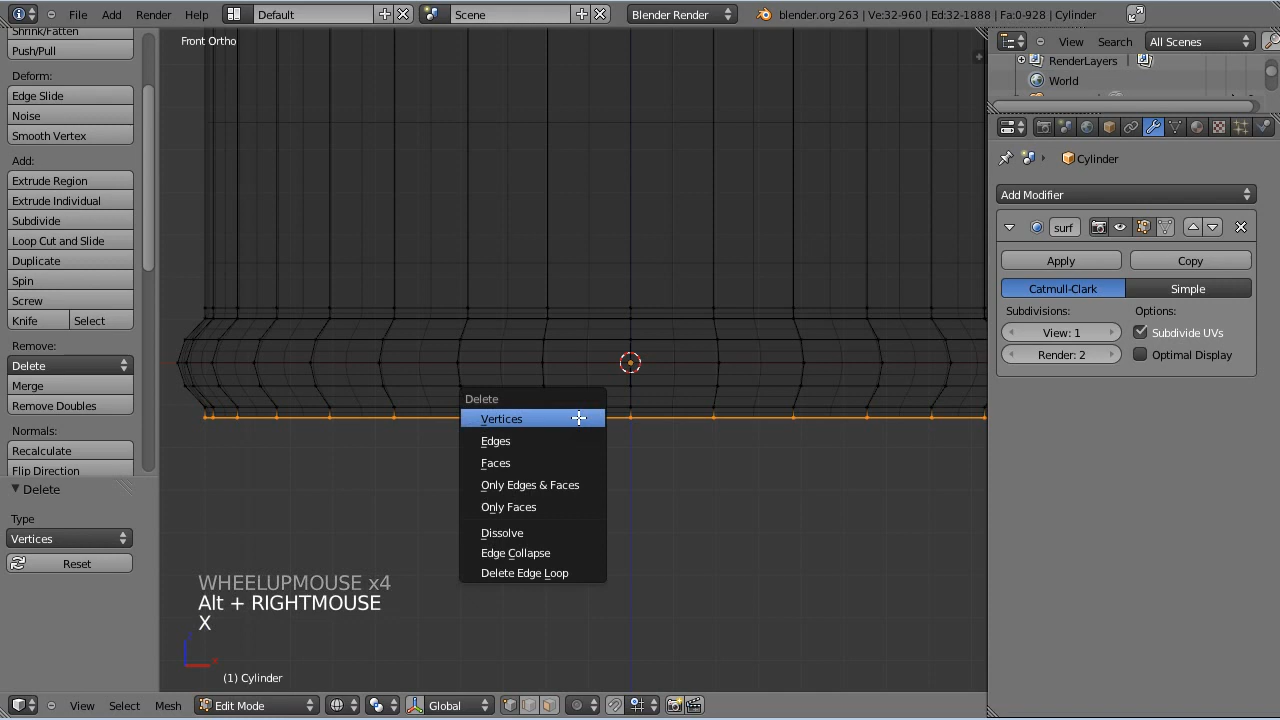 File Add Render Help Default Scene Blender Render blender.org 263 | Ve:32-960 | Ed:32-1888 | Fa:0-928 | Cylinder
Shrink/Fatten
Push/Pull
Deform:
Edge Slide
Noise
Smooth Vertex
Add:
Extrude Region
Extrude Individual
Subdivide
Loop Cut and Slide
Duplicate
Spin
Screw
Knife Select
Remove:
Delete
Merge
Remove Doubles
Normals:
Recalculate
Flip Direction
Delete
Type
Vertices
Reset
Front Ortho
Delete
Vertices
Edges
Faces
Only Edges & Faces
Only Faces
Dissolve
Edge Collapse
Delete Edge Loop
WHEELUPMOUSE x4
Alt + RIGHTMOUSE
X
(1) Cylinder
View Select Mesh Edit Mode Global
View Search All Scenes
RenderLayers
World
Cylinder
Add Modifier
surf
Apply Copy
Catmull-Clark Simple
Subdivisions: Options:
View: 1 Subdivide UVs
Render: 2 Optimal Display